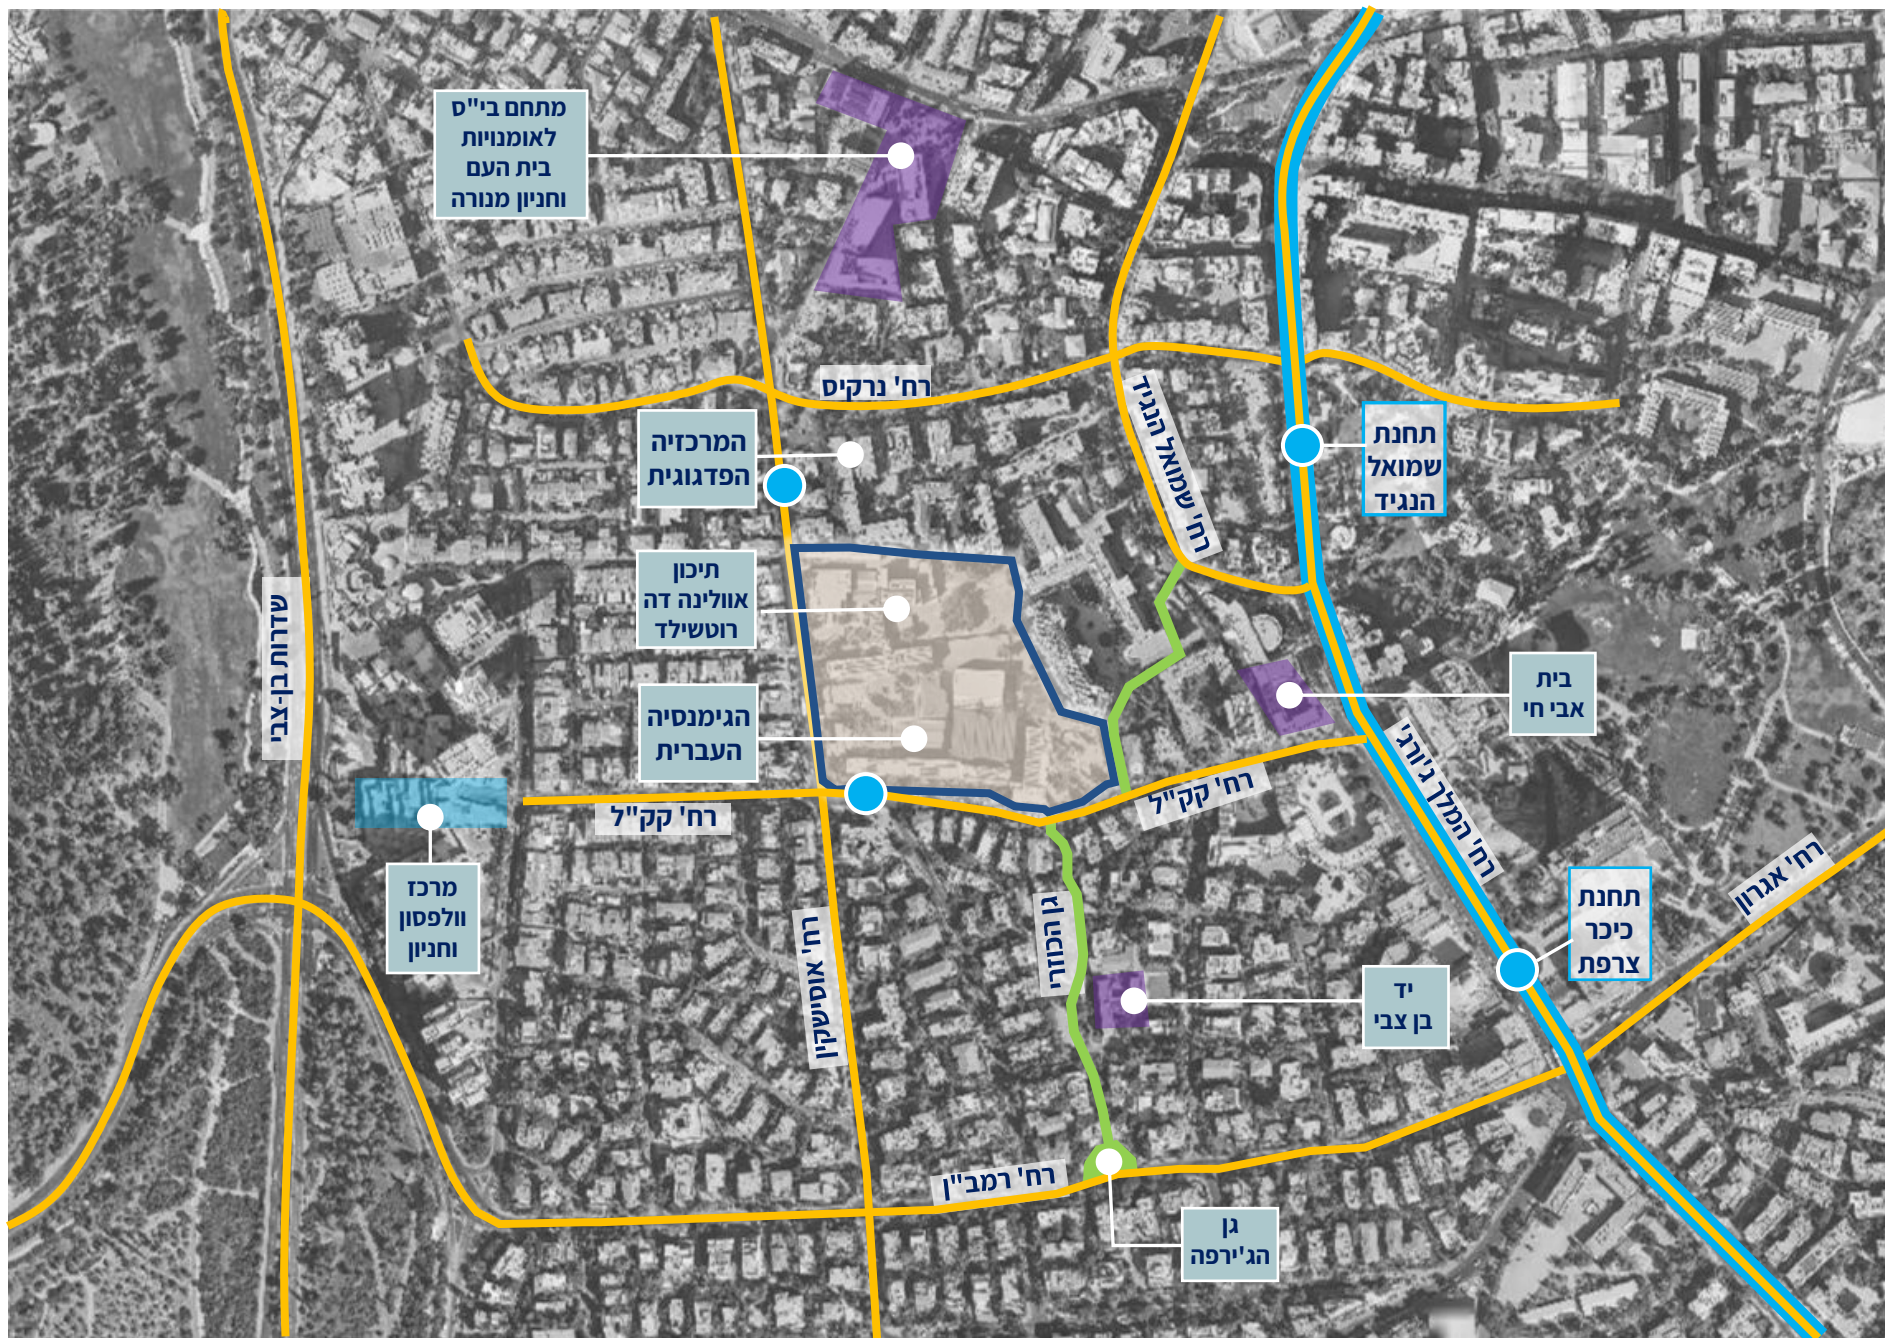 מתחם בי"ס
לאומנויות
בית העם
וחניון מנורה
רח' נרקיס
רח' שמואל הנגיד
תחנת
שמואל
הנגיד
המרכזיה
הפדגוגית
תיכון
אוולינה דה
רוטשילד
שדרות בן-צבי
בית
אבי חי
הגימנסיה
העברית
רח' המלך ג'ורג'
רח' קק"ל
רח' קק"ל
רח' אגרון
מרכז
וולפסון
וחניון
תחנת
כיכר
צרפת
גן הכוזרי
רח' אוסישקין
יד
בן צבי
רח' רמב"ן
גן
הג'ירפה